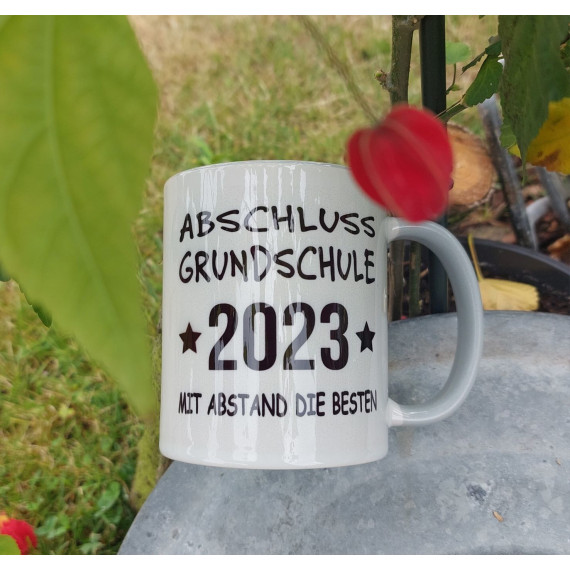 ABSCHLUSS
GRUNDSCHULE
★2023★
MIT ABSTAND DIE BESTEN